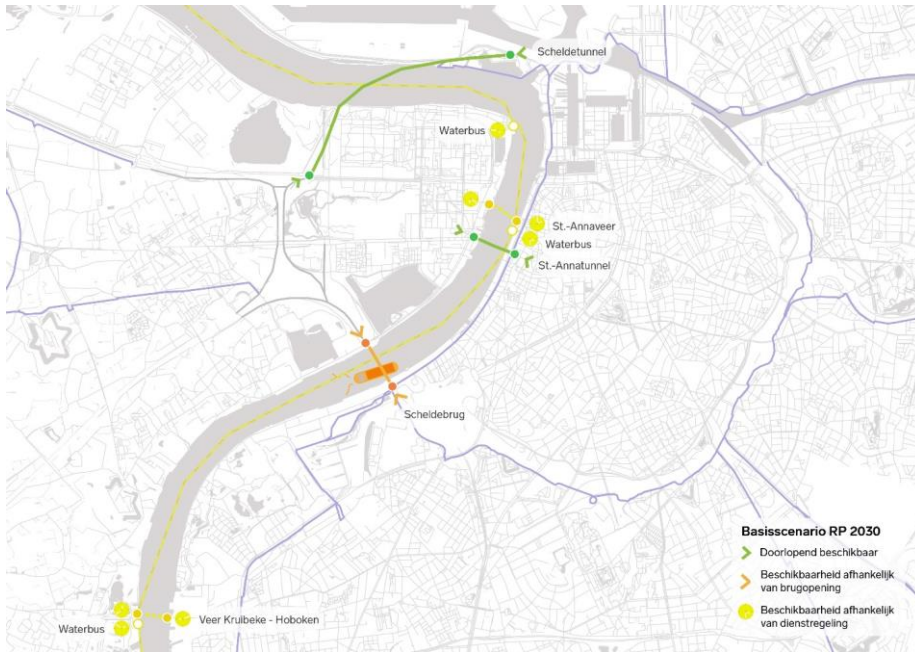 Scheldetunnel
Waterbus
St.-Annaveer
Waterbus
St.-Annatunnel
Scheldebrug
Waterbus
Veer Kruibeke - Hoboken
Basisscenario RP 2030
Doorlopend beschikbaar
Beschikbaarheid afhankelijk
van brugopening
Beschikbaarheid afhankelijk
van dienstregeling